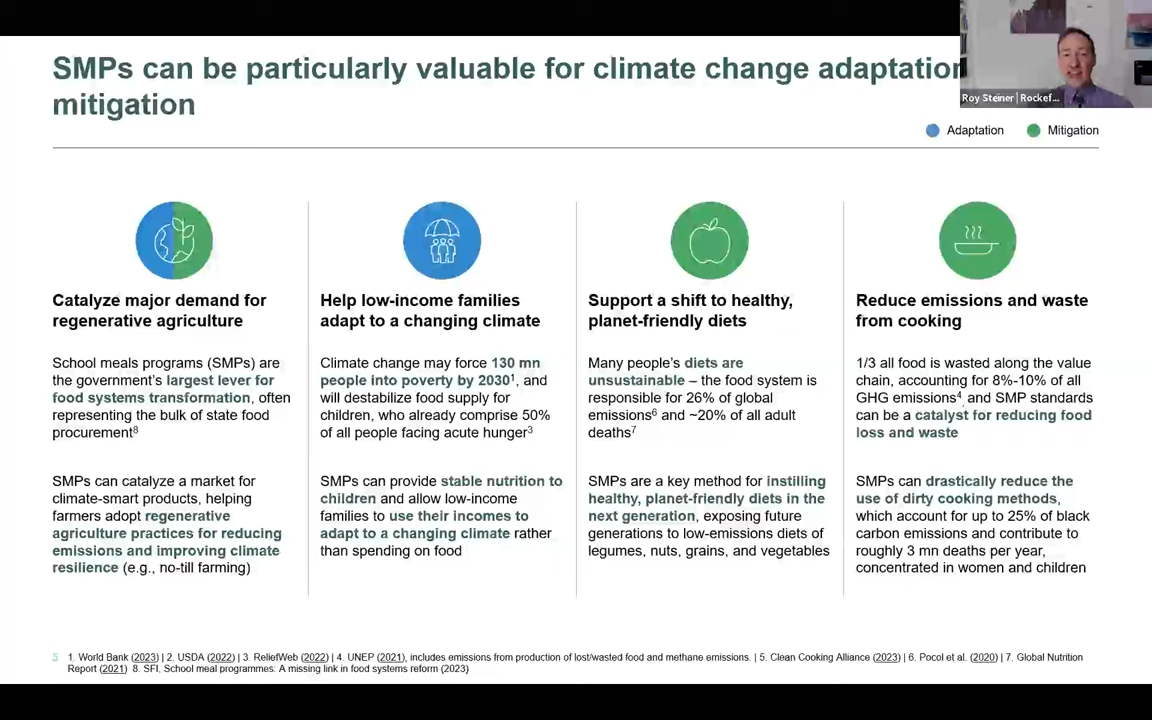 SMPs can be particularly valuable for climate change adaptation
mitigation
Roy Steiner | Rockef...
Adaptation
Mitigation
Catalyze major demand for
regenerative agriculture
School meals programs (SMPs) are
the government's largest lever for
food systems transformation, often
representing the bulk of state food
procurement8
SMPs can catalyze a market for
climate-smart products, helping
farmers adopt regenerative
agriculture practices for reducing
emissions and improving climate
resilience (e.g., no-till farming)
Help low-income families
adapt to a changing climate
Climate change may force 130 mn
people into poverty by 20301, and
will destabilize food supply for
children, who already comprise 50%
of all people facing acute hunger3
SMPs can provide stable nutrition to
children and allow low-income
families to use their incomes to
adapt to a changing climate rather
than spending on food
Support a shift to healthy,
planet-friendly diets
Many people's diets are
unsustainable – the food system is
responsible for 26% of global
emissions6 and ~20% of all adult
deaths7
SMPs are a key method for instilling
healthy, planet-friendly diets in the
next generation, exposing future
generations to low-emissions diets of
legumes, nuts, grains, and vegetables
Reduce emissions and waste
from cooking
1/3 all food is wasted along the value
chain, accounting for 8%-10% of all
GHG emissions4, and SMP standards
can be a catalyst for reducing food
loss and waste
SMPs can drastically reduce the
use of dirty cooking methods,
which account for up to 25% of black
carbon emissions and contribute to
roughly 3 mn deaths per year,
concentrated in women and children
1. World Bank (2023) | 2. USDA (2022) | 3. ReliefWeb (2022) | 4. UNEP (2021), includes emissions from production of lost/wasted food and methane emissions. | 5. Clean Cooking Alliance (2023) | 6. Pocol et al. (2020) | 7. Global Nutrition
Report (2021) 8. SFI, School meal programmes: A missing link in food systems reform (2023)